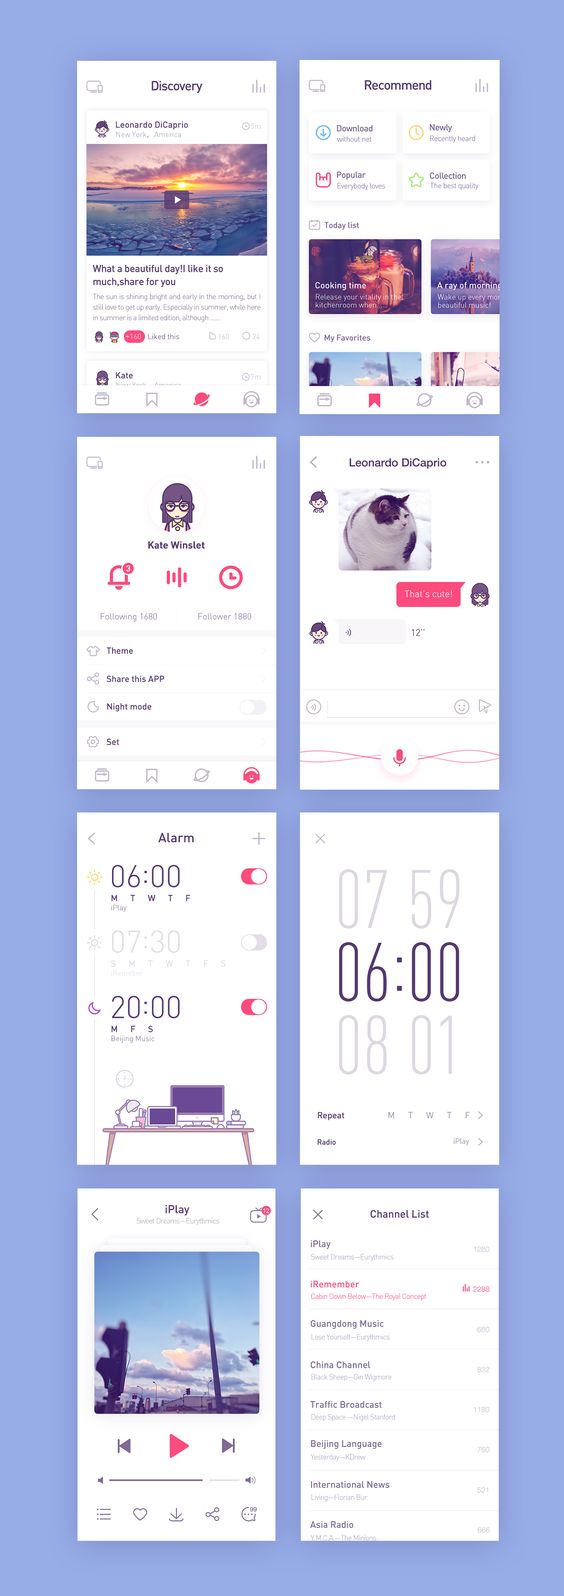 Discovery
Leonardo DiCaprio
New York, America
5m
What a beautiful day!I like it so
much,share for you
The sun is shining bright and early in the morning, but I
still love to get up early. Especially in summer, while here
in summer is a limited edition, although ......
+160
Liked this
160
24
Kate
New York, America
7m
Recommend
Download
without net
Newly
Recently heard
Popular
Everybody loves
Collection
The best quality
Today list
Cooking time
Release your vitality in the
kitchenroom when
A ray of morning
Wake up every mor
beautiful music!
My Favorites
Kate Winslet
3
Following 1680
Follower 1880
Theme
Share this APP
Night mode
Set
Leonardo DiCaprio
That's cute!
12''
Alarm
06:00
M T W T F
iPlay
07:30
S M T W T F S
iRemember
20:00
M F S
Beijing Music
07 59
06:00
08 01
Repeat
M T W T F
Radio
iPlay
iPlay
Sweet Dreams—Eurythmics
12
99
Channel List
iPlay
Sweet Dreams—Eurythmics
1280
iRemember
Cabin Down Below—The Royal Concept
2288
Guangdong Music
Lose Yourself—Eurythmics
680
China Channel
Black Sheep—Gin Wigmore
832
Traffic Broadcast
Deep Space—Nigel Stanford
1180
Beijing Language
Yesterday—KDrew
760
International News
Living—Florian Bur
521
Asia Radio
Y.M.C.A.—The Minions
666